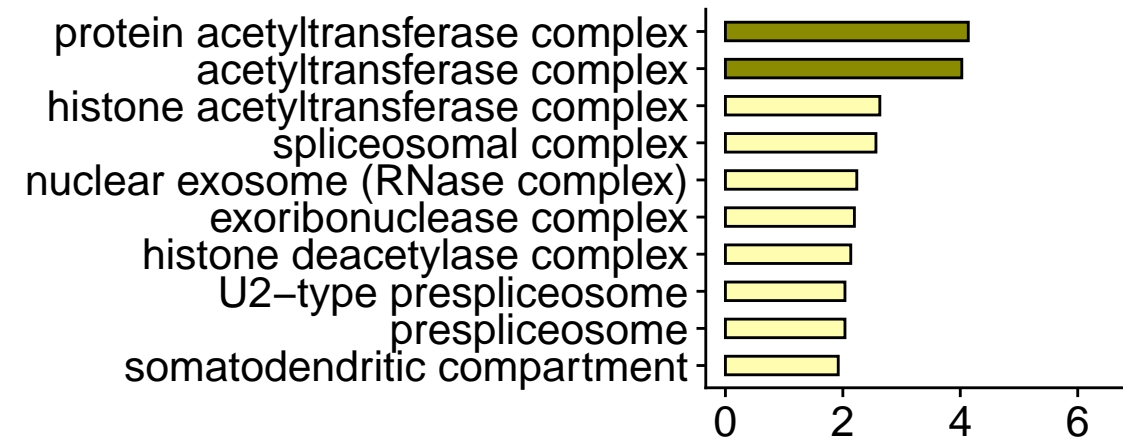 protein acetyltransferase complex
acetyltransferase complex
histone acetyltransferase complex
spliceosomal complex
nuclear exosome (RNase complex)
exoribonuclease complex
histone deacetylase complex
U2−type prespliceosome
prespliceosome
somatodendritic compartment
0 2 4 6